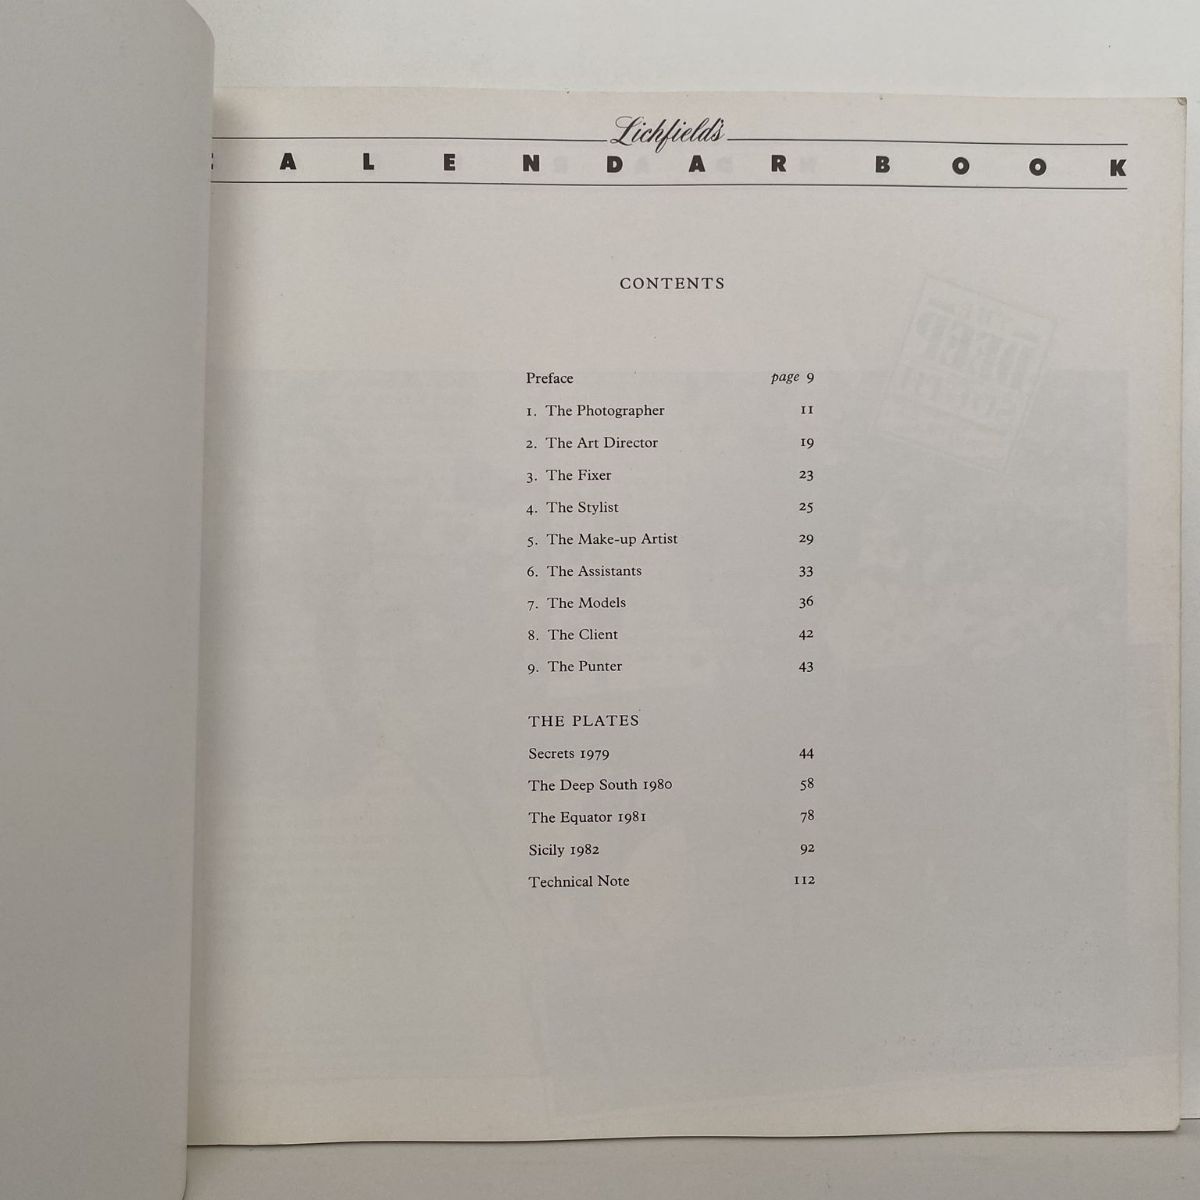 Lichfield's
ALENDAR BOOK
CONTENTS
Preface page 9
1. The Photographer 11
2. The Art Director 19
3. The Fixer 23
4. The Stylist 25
5. The Make-up Artist 29
6. The Assistants 33
7. The Models 36
8. The Client 42
9. The Punter 43
THE PLATES
Secrets 1979 44
The Deep South 1980 58
The Equator 1981 78
Sicily 1982 92
Technical Note 112